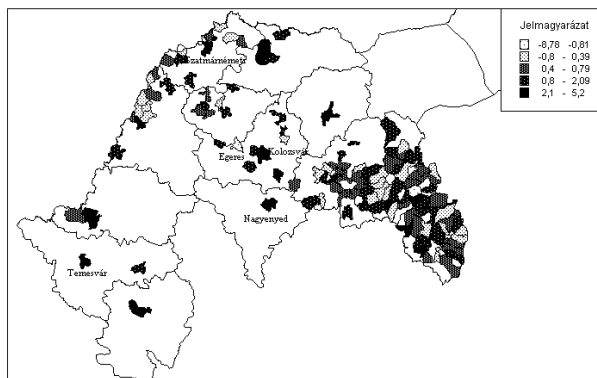 Jelmagyarázat
-8,78 -0,81
-0,8 - 0,39
0,4 - 0,79
0,8 - 2,09
2,1 - 5,2
Szatmárnémeti
Kolozsvár
Egeres
Nagyenyed
Temesvár